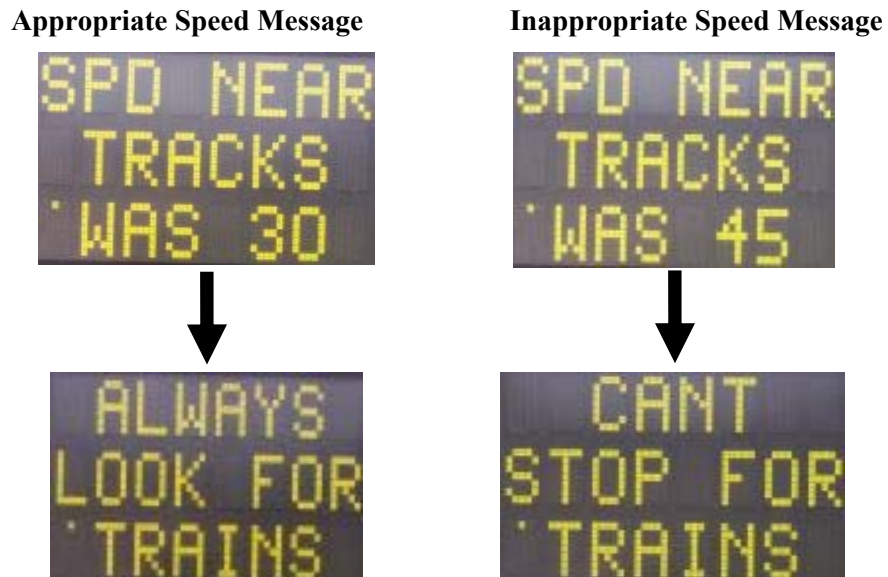 Appropriate Speed Message
SPD NEAR
TRACKS
WAS 30
ALWAYS
LOOK FOR
TRAINS
Inappropriate Speed Message
SPD NEAR
TRACKS
WAS 45
CANT
STOP FOR
TRAINS